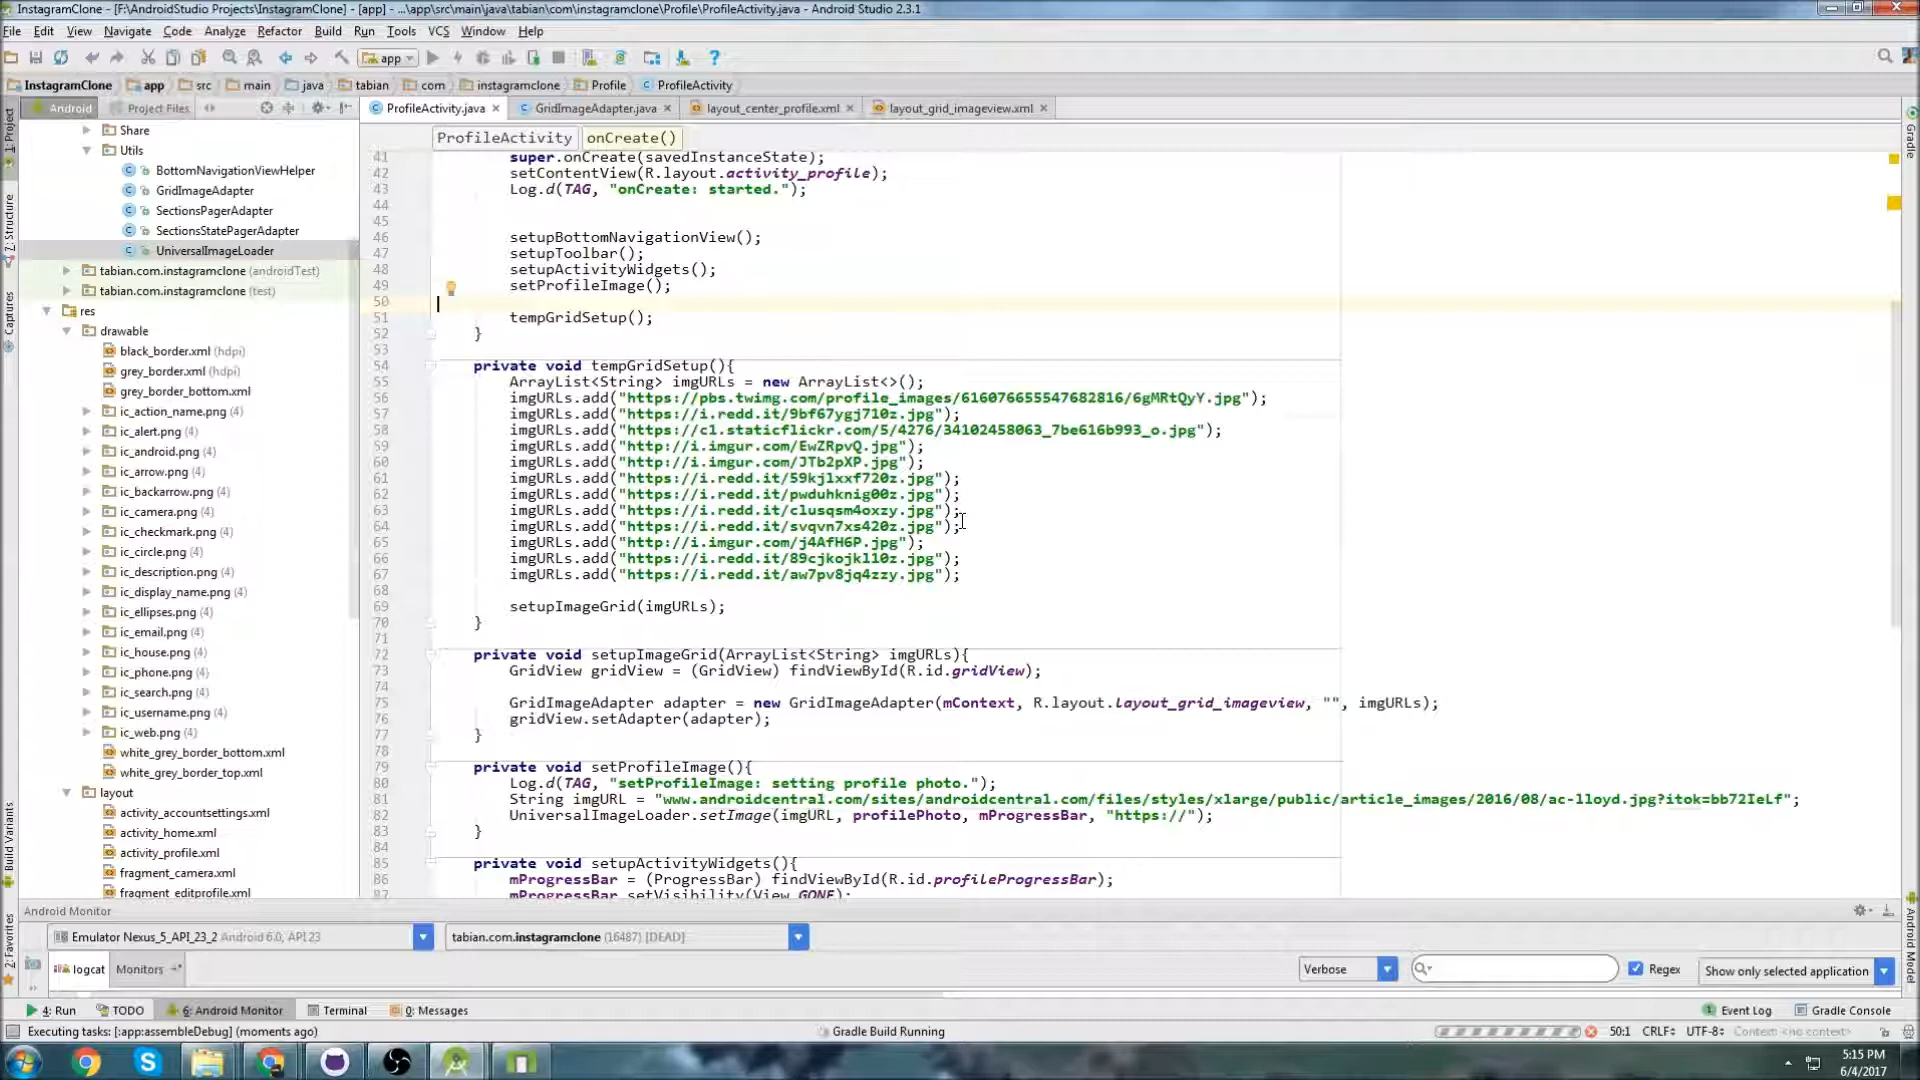 InstagramClone - [F:\AndroidStudio Projects\InstagramClone] - [app] - ...\app\src\main\java\tabian\com\instagramclone\Profile\ProfileActivity.java - Android Studio 2.3.1
File Edit View Navigate Code Analyze Refactor Build Run Tools VCS Window Help
app
InstagramClone app src main java tabian com instagramclone Profile ProfileActivity
Android Project Files
ProfileActivity.java GridImageAdapter.java layout_center_profile.xml layout_grid_imageview.xml
ProfileActivity onCreate()
1: Project
7: Structure
Captures
Build Variants
2: Favorites
Gradle
Android Model
Share
Utils
BottomNavigationViewHelper
GridImageAdapter
SectionsPagerAdapter
SectionsStatePagerAdapter
UniversalImageLoader
tabian.com.instagramclone (androidTest)
tabian.com.instagramclone (test)
res
drawable
black_border.xml (hdpi)
grey_border.xml (hdpi)
grey_border_bottom.xml
ic_action_name.png (4)
ic_alert.png (4)
ic_android.png (4)
ic_arrow.png (4)
ic_backarrow.png (4)
ic_camera.png (4)
ic_checkmark.png (4)
ic_circle.png (4)
ic_description.png (4)
ic_display_name.png (4)
ic_ellipses.png (4)
ic_email.png (4)
ic_house.png (4)
ic_phone.png (4)
ic_search.png (4)
ic_username.png (4)
ic_web.png (4)
white_grey_border_bottom.xml
white_grey_border_top.xml
layout
activity_accountsettings.xml
activity_home.xml
activity_profile.xml
fragment_camera.xml
fragment_editprofile.xml
41 super.onCreate(savedInstanceState);
42 setContentView(R.layout.activity_profile);
43 Log.d(TAG, "onCreate: started.");
44
45
46 setupBottomNavigationView();
47 setupToolbar();
48 setupActivityWidgets();
49 setProfileImage();
50
51 tempGridSetup();
52 }
53
54 private void tempGridSetup(){
55 ArrayList<String> imgURLs = new ArrayList<>();
56 imgURLs.add("https://pbs.twimg.com/profile_images/616076655547682816/6gMRtQyY.jpg");
57 imgURLs.add("https://i.redd.it/9bf67ygj710z.jpg");
58 imgURLs.add("https://c1.staticflickr.com/5/4276/34102458063_7be616b993_o.jpg");
59 imgURLs.add("http://i.imgur.com/EwZRpvQ.jpg");
60 imgURLs.add("http://i.imgur.com/JTb2pXP.jpg");
61 imgURLs.add("https://i.redd.it/59kjlxxf720z.jpg");
62 imgURLs.add("https://i.redd.it/pwduhknig00z.jpg");
63 imgURLs.add("https://i.redd.it/clusqsm4oxzy.jpg");
64 imgURLs.add("https://i.redd.it/svqvn7xs420z.jpg");
65 imgURLs.add("http://i.imgur.com/j4AfH6P.jpg");
66 imgURLs.add("https://i.redd.it/89cjkojkl10z.jpg");
67 imgURLs.add("https://i.redd.it/aw7pv8jq4zzy.jpg");
68
69 setupImageGrid(imgURLs);
70 }
71
72 private void setupImageGrid(ArrayList<String> imgURLs){
73 GridView gridView = (GridView) findViewById(R.id.gridView);
74
75 GridImageAdapter adapter = new GridImageAdapter(mContext, R.layout.layout_grid_imageview, "", imgURLs);
76 gridView.setAdapter(adapter);
77 }
78
79 private void setProfileImage(){
80 Log.d(TAG, "setProfileImage: setting profile photo.");
81 String imgURL = "www.androidcentral.com/sites/androidcentral.com/files/styles/xlarge/public/article_images/2016/08/ac-lloyd.jpg?itok=bb72IeLf";
82 UniversalImageLoader.setImage(imgURL, profilePhoto, mProgressBar, "https://");
83 }
84
85 private void setupActivityWidgets(){
86 mProgressBar = (ProgressBar) findViewById(R.id.profileProgressBar);
87 mProgressBar.setVisibility(View.GONE);
Android Monitor
Emulator Nexus_5_API_23_2 Android 6.0, API 23 tabian.com.instagramclone (16487) [DEAD]
logcat Monitors Verbose Regex Show only selected application
4: Run TODO 6: Android Monitor Terminal 0: Messages Event Log Gradle Console
Executing tasks: [:app:assembleDebug] (moments ago) Gradle Build Running 50:1 CRLF UTF-8 Context: <no context>
5:15 PM
6/4/2017